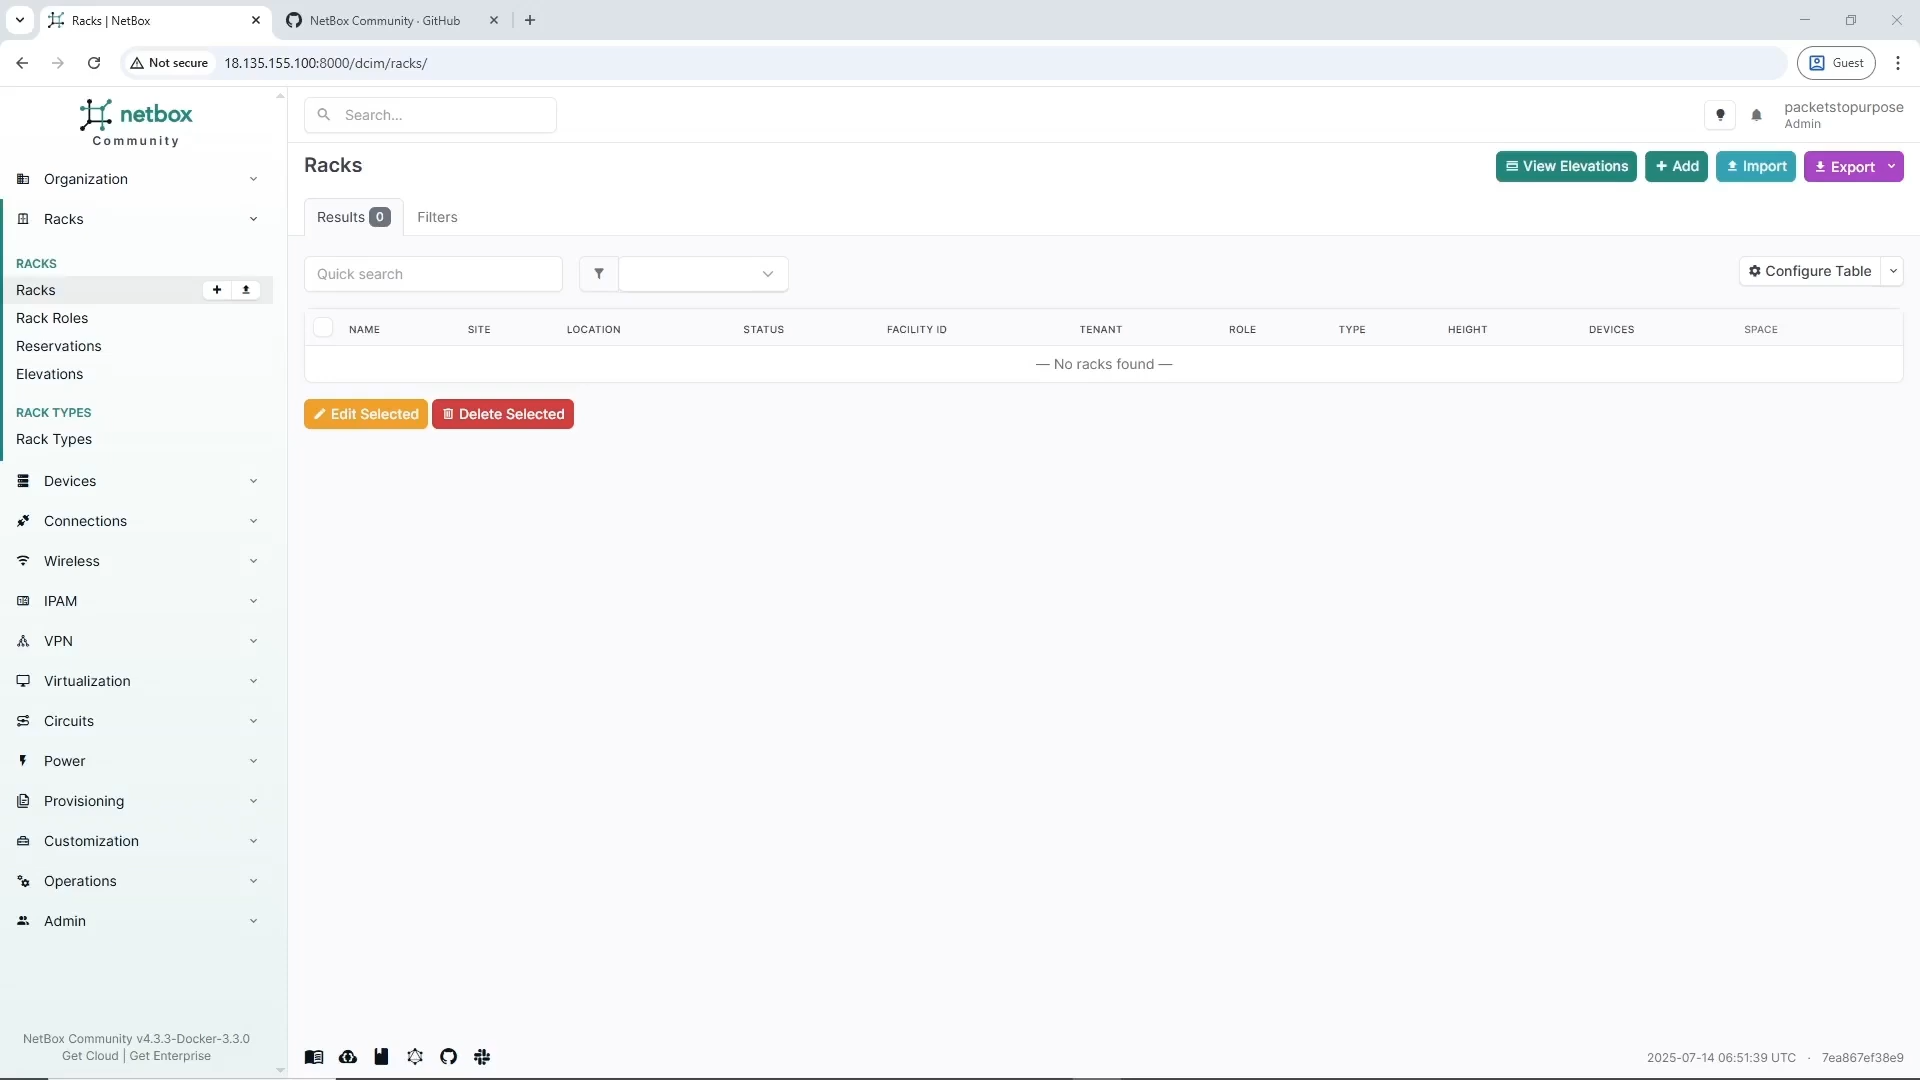 Racks | NetBox
NetBox Community · GitHub
Not secure
18.135.155.100:8000/dcim/racks/
Guest
netbox
Community
Search...
packetstopurpose
Admin
Organization
Racks
RACKS
Racks
Rack Roles
Reservations
Elevations
RACK TYPES
Rack Types
Devices
Connections
Wireless
IPAM
VPN
Virtualization
Circuits
Power
Provisioning
Customization
Operations
Admin
NetBox Community v4.3.3-Docker-3.3.0
Get Cloud | Get Enterprise
Racks
View Elevations
+ Add
Import
Export
Results 0
Filters
Quick search
Configure Table
NAME SITE LOCATION STATUS FACILITY ID TENANT ROLE TYPE HEIGHT DEVICES SPACE
— No racks found —
Edit Selected
Delete Selected
2025-07-14 06:51:39 UTC · 7ea867ef38e9